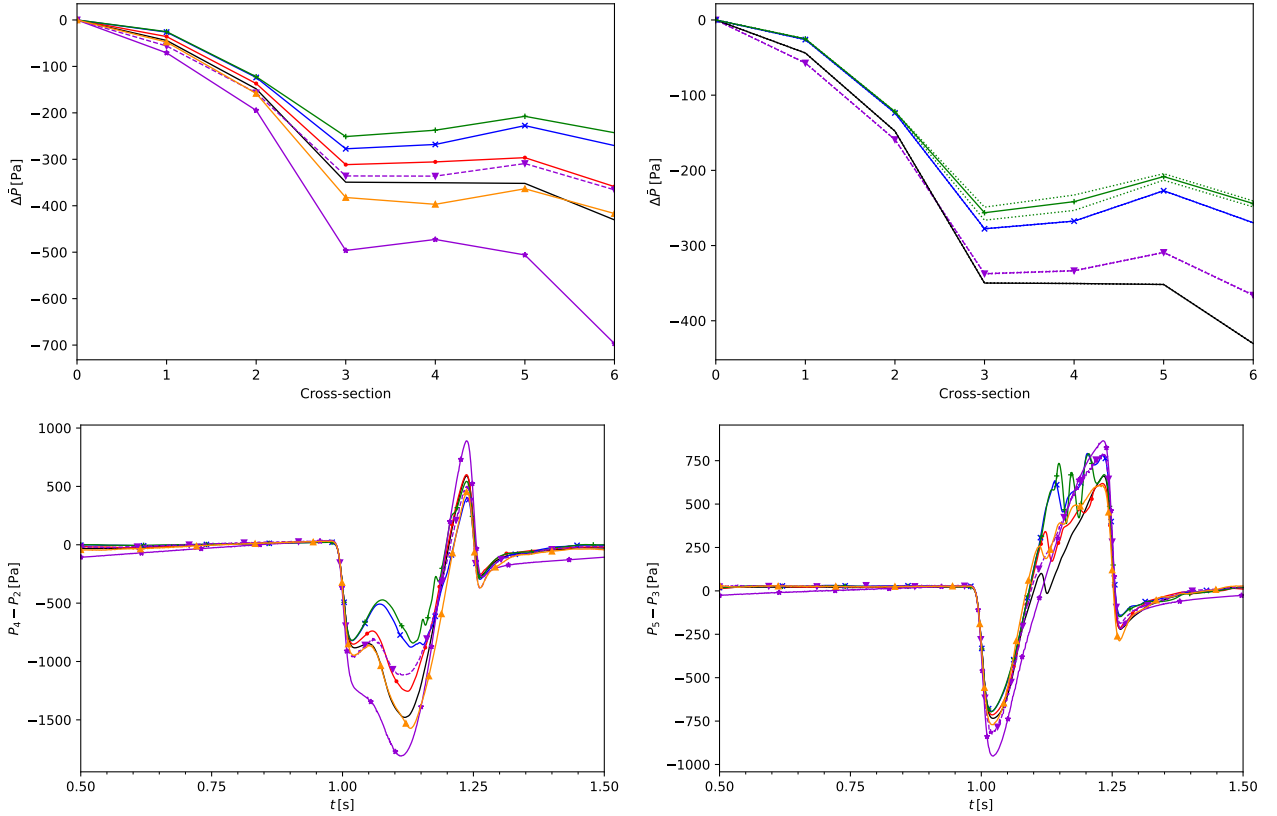 0
−100
−200
−300
−400
−500
−600
−700
ΔP̄ [Pa]
0 1 2 3 4 5 6
Cross-section
0
−100
−200
−300
−400
ΔP̄ [Pa]
0 1 2 3 4 5 6
Cross-section
1000
500
0
−500
−1000
−1500
P₄ − P₂ [Pa]
0.50 0.75 1.00 1.25 1.50
t [s]
750
500
250
0
−250
−500
−750
−1000
P₅ − P₃ [Pa]
0.50 0.75 1.00 1.25 1.50
t [s]